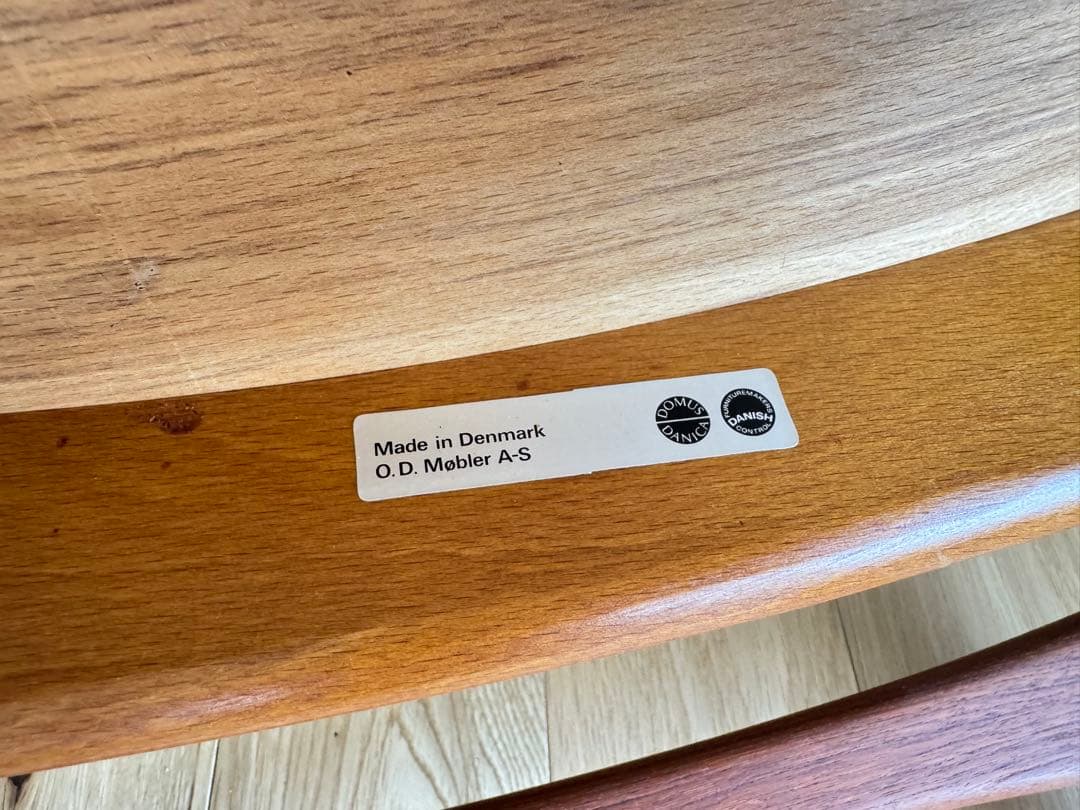 Made in Denmark
O.D. Møbler A-S
DOMUS
DANICA
FURNITUREMAKERS
DANISH
CONTROL